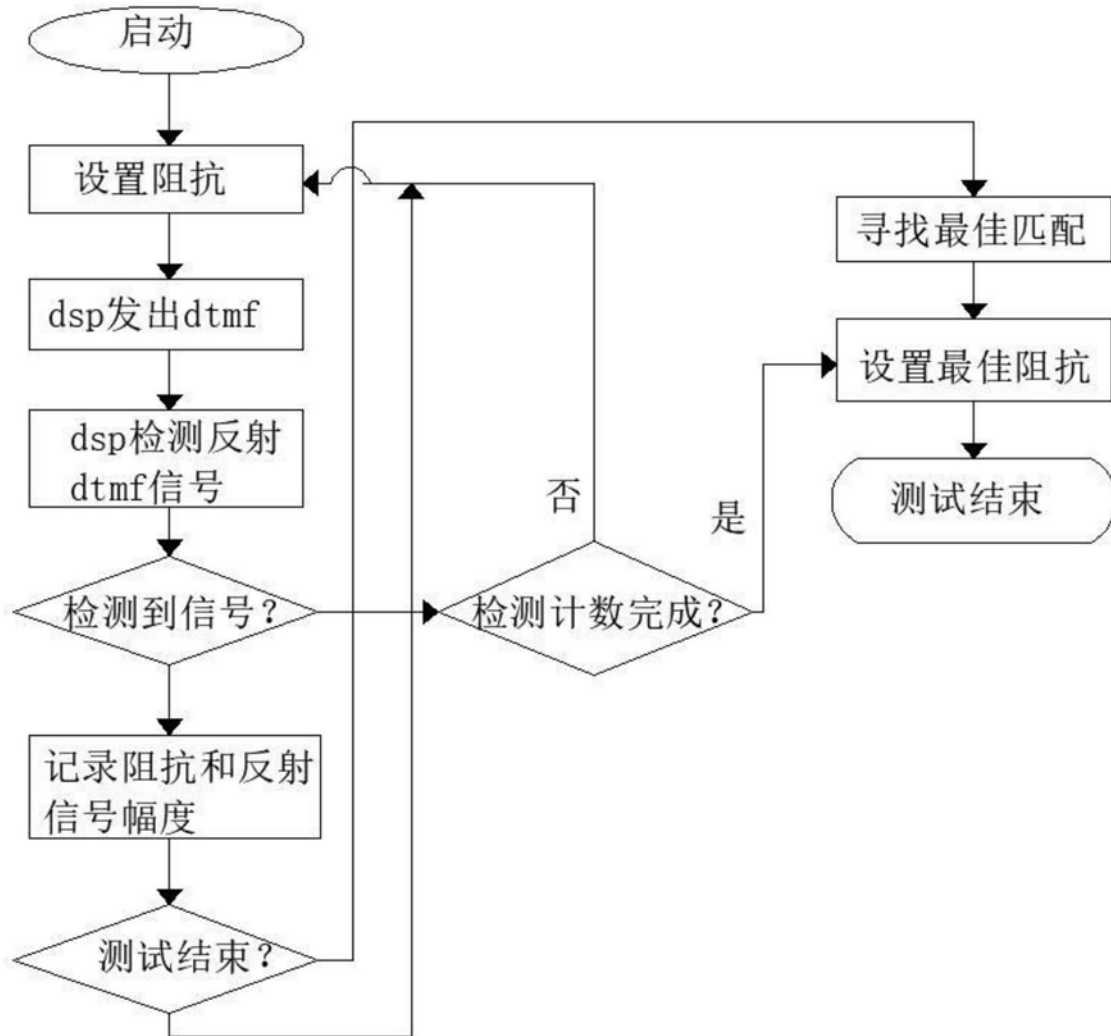 启动
设置阻抗
dsp发出dtmf
dsp检测反射
dtmf信号
检测到信号？
记录阻抗和反射
信号幅度
测试结束？
否
检测计数完成？
是
寻找最佳匹配
设置最佳阻抗
测试结束